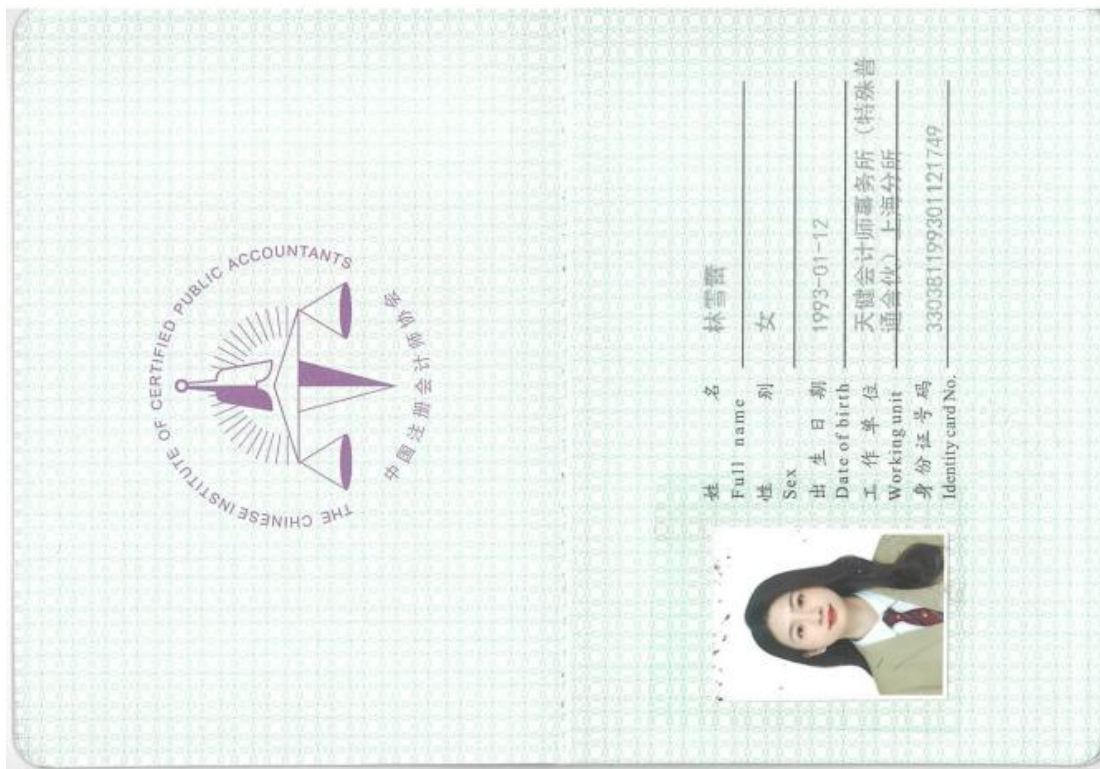 THE CHINESE INSTITUTE OF CERTIFIED PUBLIC ACCOUNTANTS
中国注册会计师协会
姓名 林雪蕾
Full name
性别 女
Sex
出生日期 1993-01-12
Date of birth
工作单位 天健会计师事务所（特殊普
通合伙）上海分所
Working unit
身份证号码 330381199301121749
Identity card No.